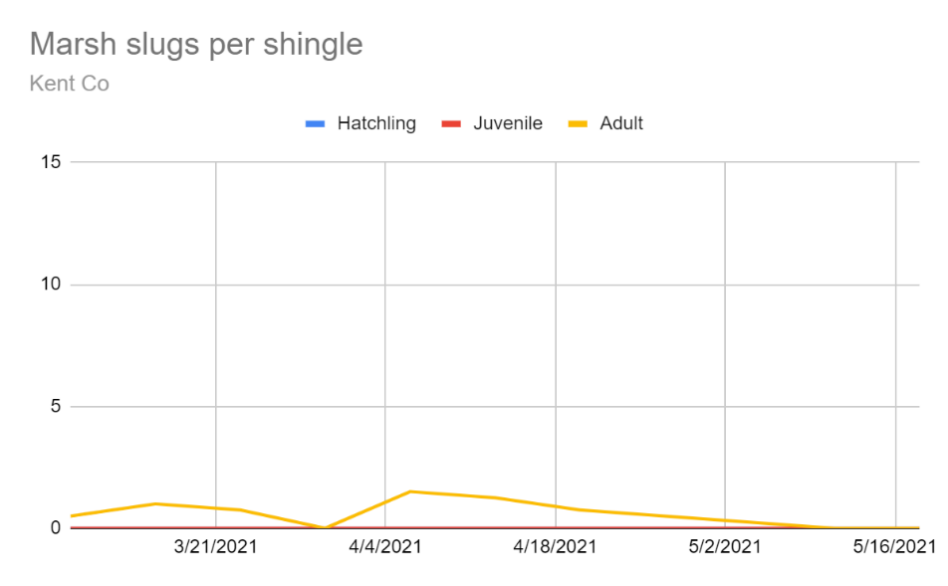 Marsh slugs per shingle
Kent Co
Hatchling Juvenile Adult
15
10
5
0
3/21/2021 4/4/2021 4/18/2021 5/2/2021 5/16/2021